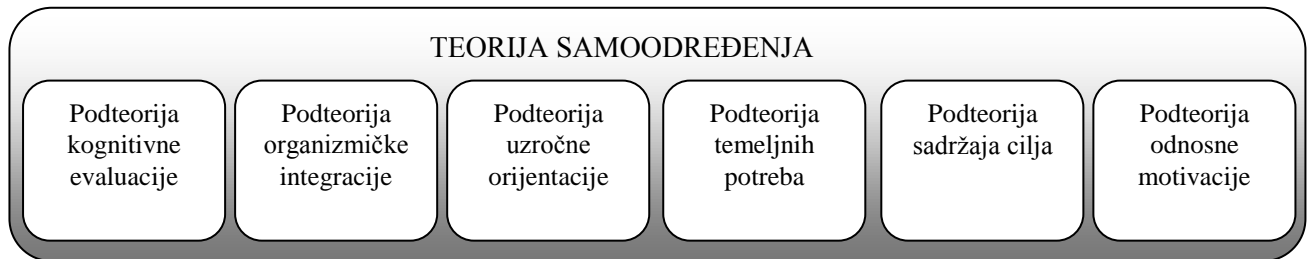 TEORIJA SAMOODREĐENJA
Podteorija
kognitivne
evaluacije
Podteorija
organizmičke
integracije
Podteorija
uzročne
orijentacije
Podteorija
temeljnih
potreba
Podteorija
sadržaja cilja
Podteorija
odnosne
motivacije